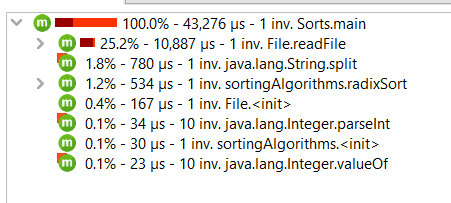 100.0% - 43,276 µs - 1 inv. Sorts.main
25.2% - 10,887 µs - 1 inv. File.readFile
1.8% - 780 µs - 1 inv. java.lang.String.split
1.2% - 534 µs - 1 inv. sortingAlgorithms.radixSort
0.4% - 167 µs - 1 inv. File.<init>
0.1% - 34 µs - 10 inv. java.lang.Integer.parseInt
0.1% - 30 µs - 1 inv. sortingAlgorithms.<init>
0.1% - 23 µs - 10 inv. java.lang.Integer.valueOf